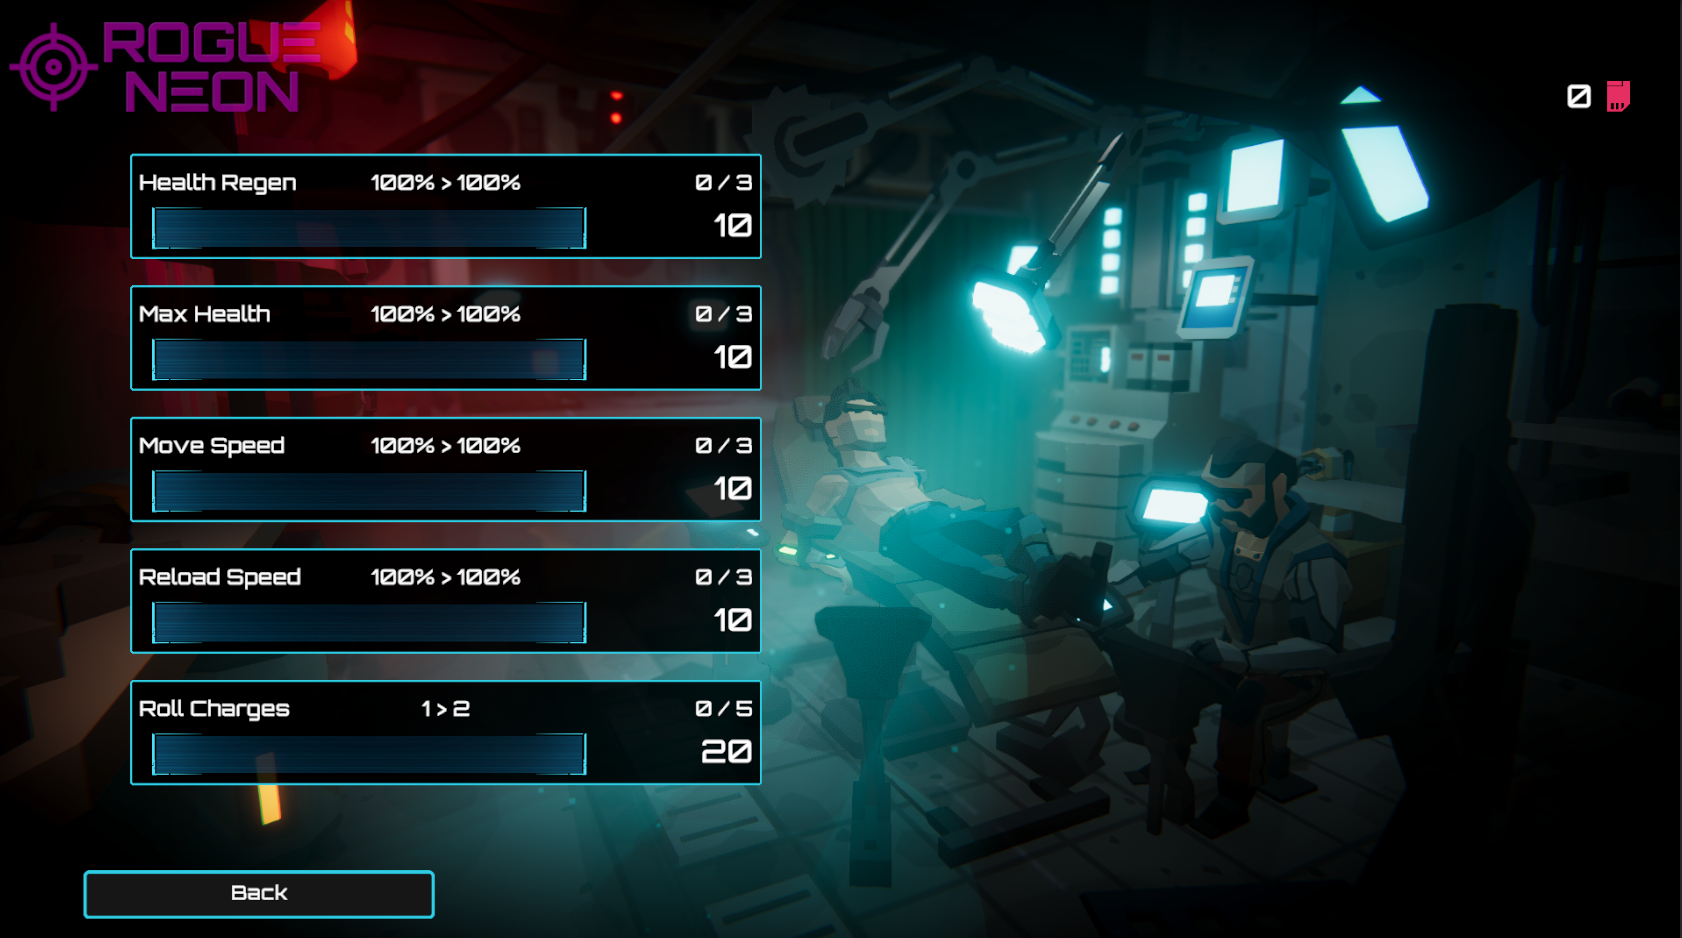 ROGUE
NEON
0
Health Regen 100% > 100% 0 / 3
10
Max Health 100% > 100% 0 / 3
10
Move Speed 100% > 100% 0 / 3
10
Reload Speed 100% > 100% 0 / 3
10
Roll Charges 1 > 2 0 / 5
20
Back